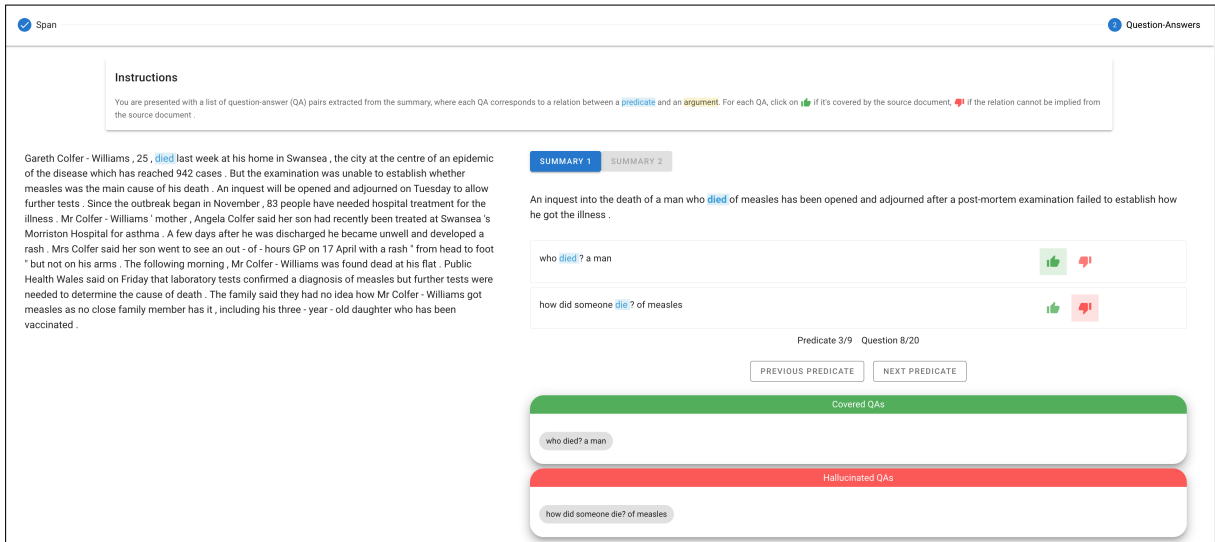 Span
2 Question-Answers
Instructions
You are presented with a list of question-answer (QA) pairs extracted from the summary, where each QA corresponds to a relation between a predicate and an argument. For each QA, click on if it's covered by the source document, if the relation cannot be implied from
the source document .
Gareth Colfer - Williams , 25 , died last week at his home in Swansea , the city at the centre of an epidemic
of the disease which has reached 942 cases . But the examination was unable to establish whether
measles was the main cause of his death . An inquest will be opened and adjourned on Tuesday to allow
further tests . Since the outbreak began in November , 83 people have needed hospital treatment for the
illness . Mr Colfer - Williams ' mother , Angela Colfer said her son had recently been treated at Swansea 's
Morriston Hospital for asthma . A few days after he was discharged he became unwell and developed a
rash . Mrs Colfer said her son went to see an out - of - hours GP on 17 April with a rash " from head to foot
" but not on his arms . The following morning , Mr Colfer - Williams was found dead at his flat . Public
Health Wales said on Friday that laboratory tests confirmed a diagnosis of measles but further tests were
needed to determine the cause of death . The family said they had no idea how Mr Colfer - Williams got
measles as no close family member has it , including his three - year - old daughter who has been
vaccinated .
SUMMARY 1 SUMMARY 2
An inquest into the death of a man who died of measles has been opened and adjourned after a post-mortem examination failed to establish how
he got the illness .
who died ? a man
how did someone die ? of measles
Predicate 3/9 Question 8/20
PREVIOUS PREDICATE NEXT PREDICATE
Covered QAs
who died? a man
Hallucinated QAs
how did someone die? of measles